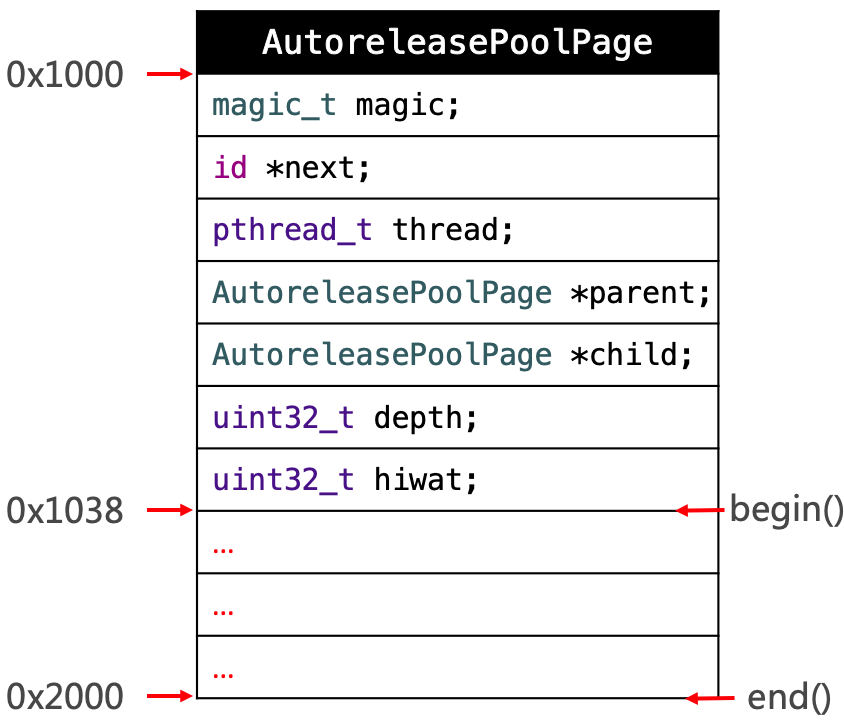 AutoreleasePoolPage
0x1000
magic_t magic;
id *next;
pthread_t thread;
AutoreleasePoolPage *parent;
AutoreleasePoolPage *child;
uint32_t depth;
uint32_t hiwat;
0x1038 begin()
...
...
...
0x2000 end()